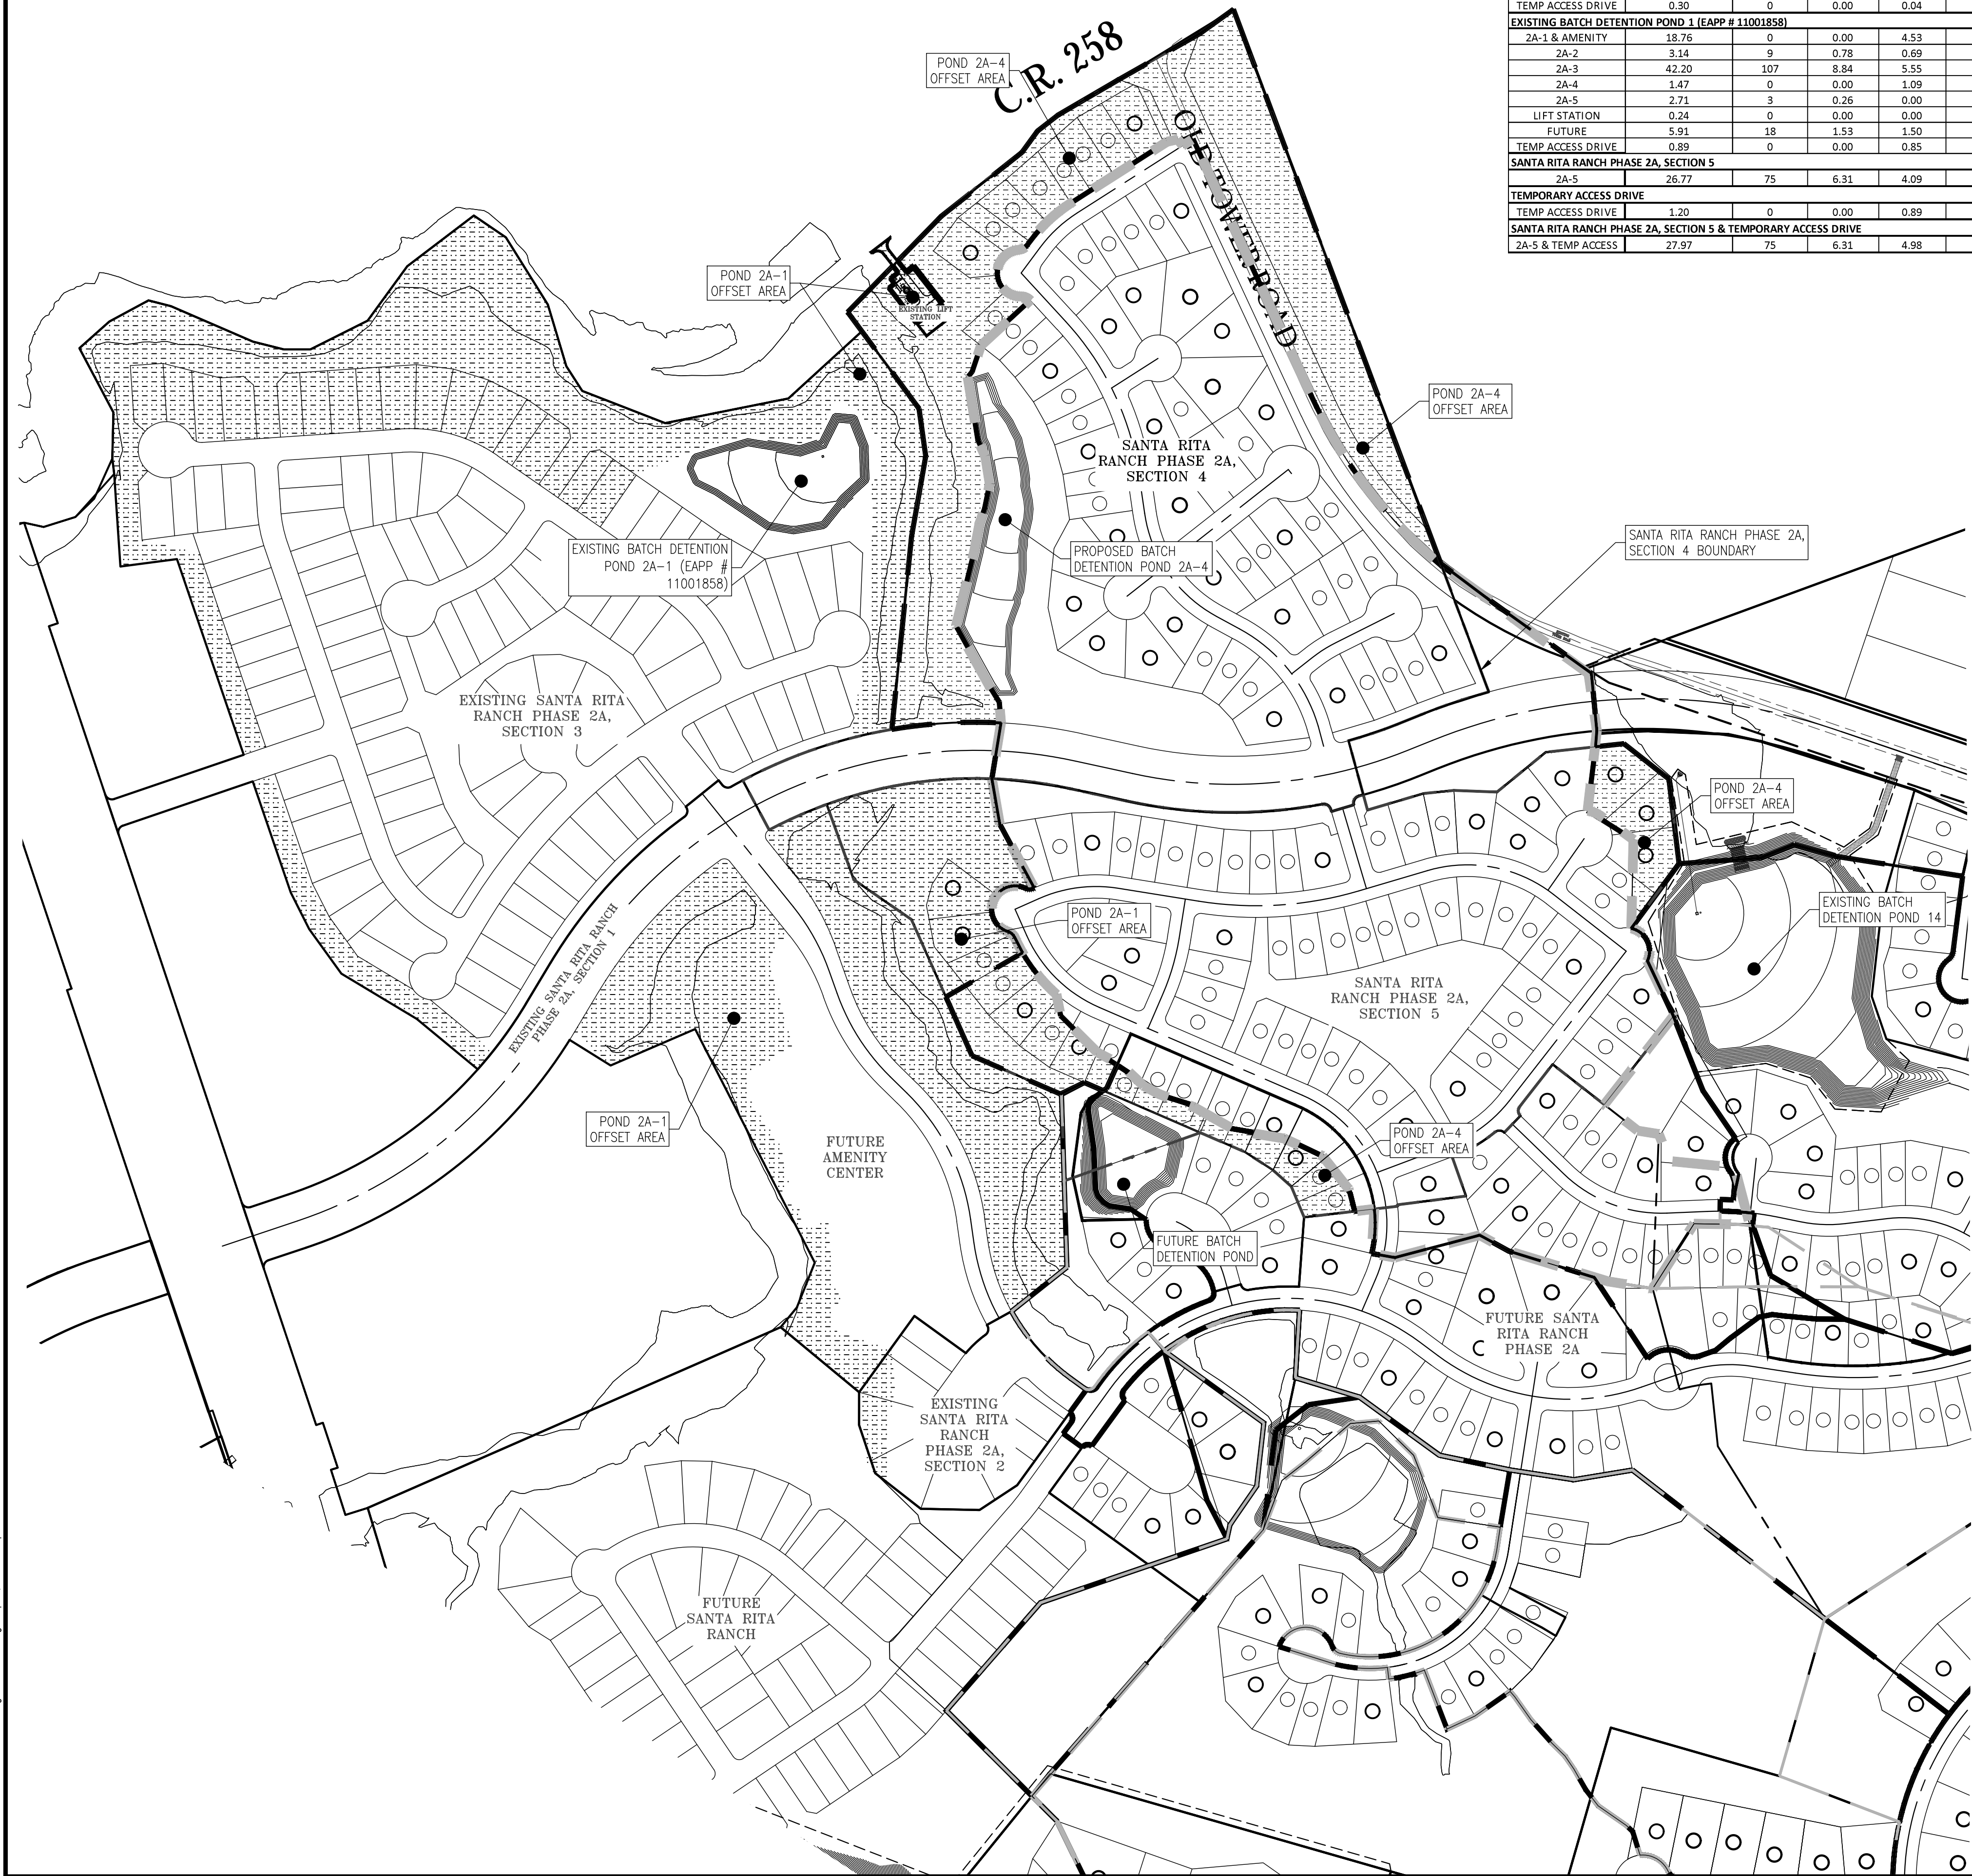 TEMP ACCESS DRIVE 0.30 0 0.00 0.04
EXISTING BATCH DETENTION POND 1 (EAPP # 11001858)
2A-1 & AMENITY 18.76 0 0.00 4.53
2A-2 3.14 9 0.78 0.69
2A-3 42.20 107 8.84 5.55
2A-4 1.47 0 0.00 1.09
2A-5 2.71 3 0.26 0.00
LIFT STATION 0.24 0 0.00 0.00
FUTURE 5.91 18 1.53 1.50
TEMP ACCESS DRIVE 0.89 0 0.00 0.85
SANTA RITA RANCH PHASE 2A, SECTION 5
2A-5 26.77 75 6.31 4.09
TEMPORARY ACCESS DRIVE
TEMP ACCESS DRIVE 1.20 0 0.00 0.89
SANTA RITA RANCH PHASE 2A, SECTION 5 & TEMPORARY ACCESS DRIVE
2A-5 & TEMP ACCESS 27.97 75 6.31 4.98
C.R. 258
POND 2A-4
OFFSET AREA
OLD TOWER ROAD
POND 2A-1
OFFSET AREA
EXISTING LIFT
STATION
POND 2A-4
OFFSET AREA
SANTA RITA
RANCH PHASE 2A,
SECTION 4
EXISTING BATCH DETENTION
POND 2A-1 (EAPP #
11001858)
PROPOSED BATCH
DETENTION POND 2A-4
SANTA RITA RANCH PHASE 2A,
SECTION 4 BOUNDARY
EXISTING SANTA RITA
RANCH PHASE 2A,
SECTION 3
POND 2A-4
OFFSET AREA
EXISTING BATCH
DETENTION POND 14
POND 2A-1
OFFSET AREA
EXISTING SANTA RITA RANCH
PHASE 2A, SECTION 1
SANTA RITA
RANCH PHASE 2A,
SECTION 5
POND 2A-1
OFFSET AREA
FUTURE
AMENITY
CENTER
POND 2A-4
OFFSET AREA
FUTURE BATCH
DETENTION POND
FUTURE SANTA
RITA RANCH
PHASE 2A
EXISTING
SANTA RITA
RANCH
PHASE 2A,
SECTION 2
FUTURE
SANTA RITA
RANCH